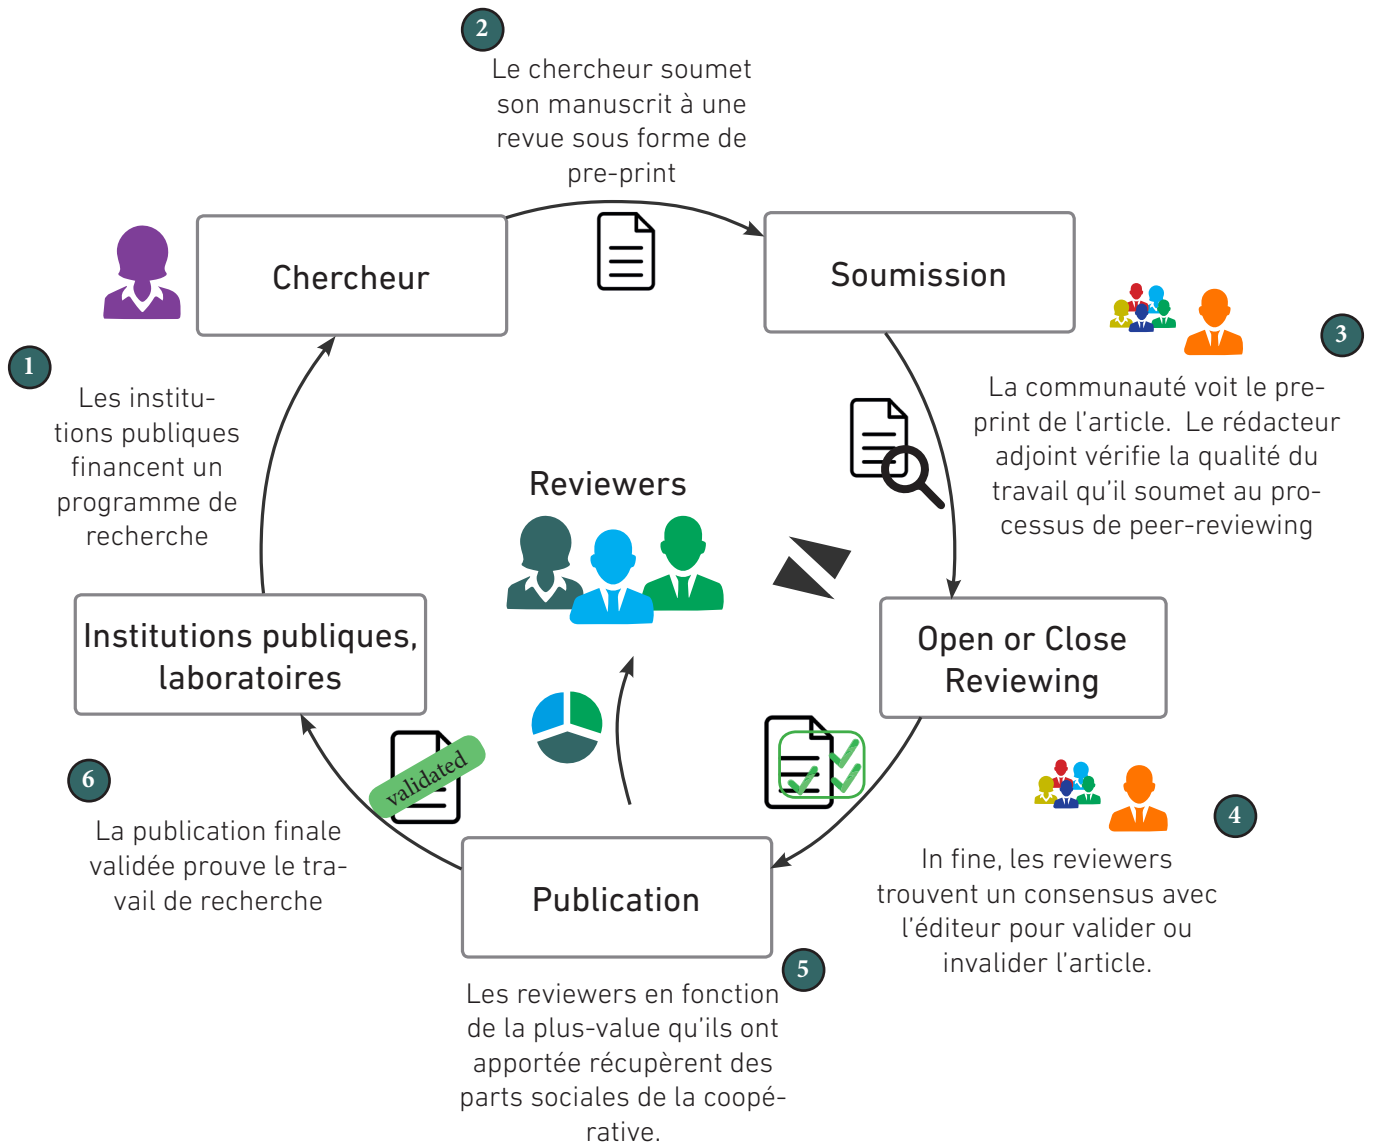 2
Le chercheur soumet
son manuscrit à une
revue sous forme de
pre-print
Chercheur
Soumission
1
Les institu-
tions publiques
financent un
programme de
recherche
3
La communauté voit le pre-
print de l'article.  Le rédacteur
adjoint vérifie la qualité du
travail qu'il soumet au pro-
cessus de peer-reviewing
Reviewers
Institutions publiques,
laboratoires
Open or Close
Reviewing
validated
6
La publication finale
validée prouve le tra-
vail de recherche
4
In fine, les reviewers
trouvent un consensus avec
l'éditeur pour valider ou
invalider l'article.
Publication
5
Les reviewers en fonction
de la plus-value qu'ils ont
apportée récupèrent des
parts sociales de la coopé-
rative.